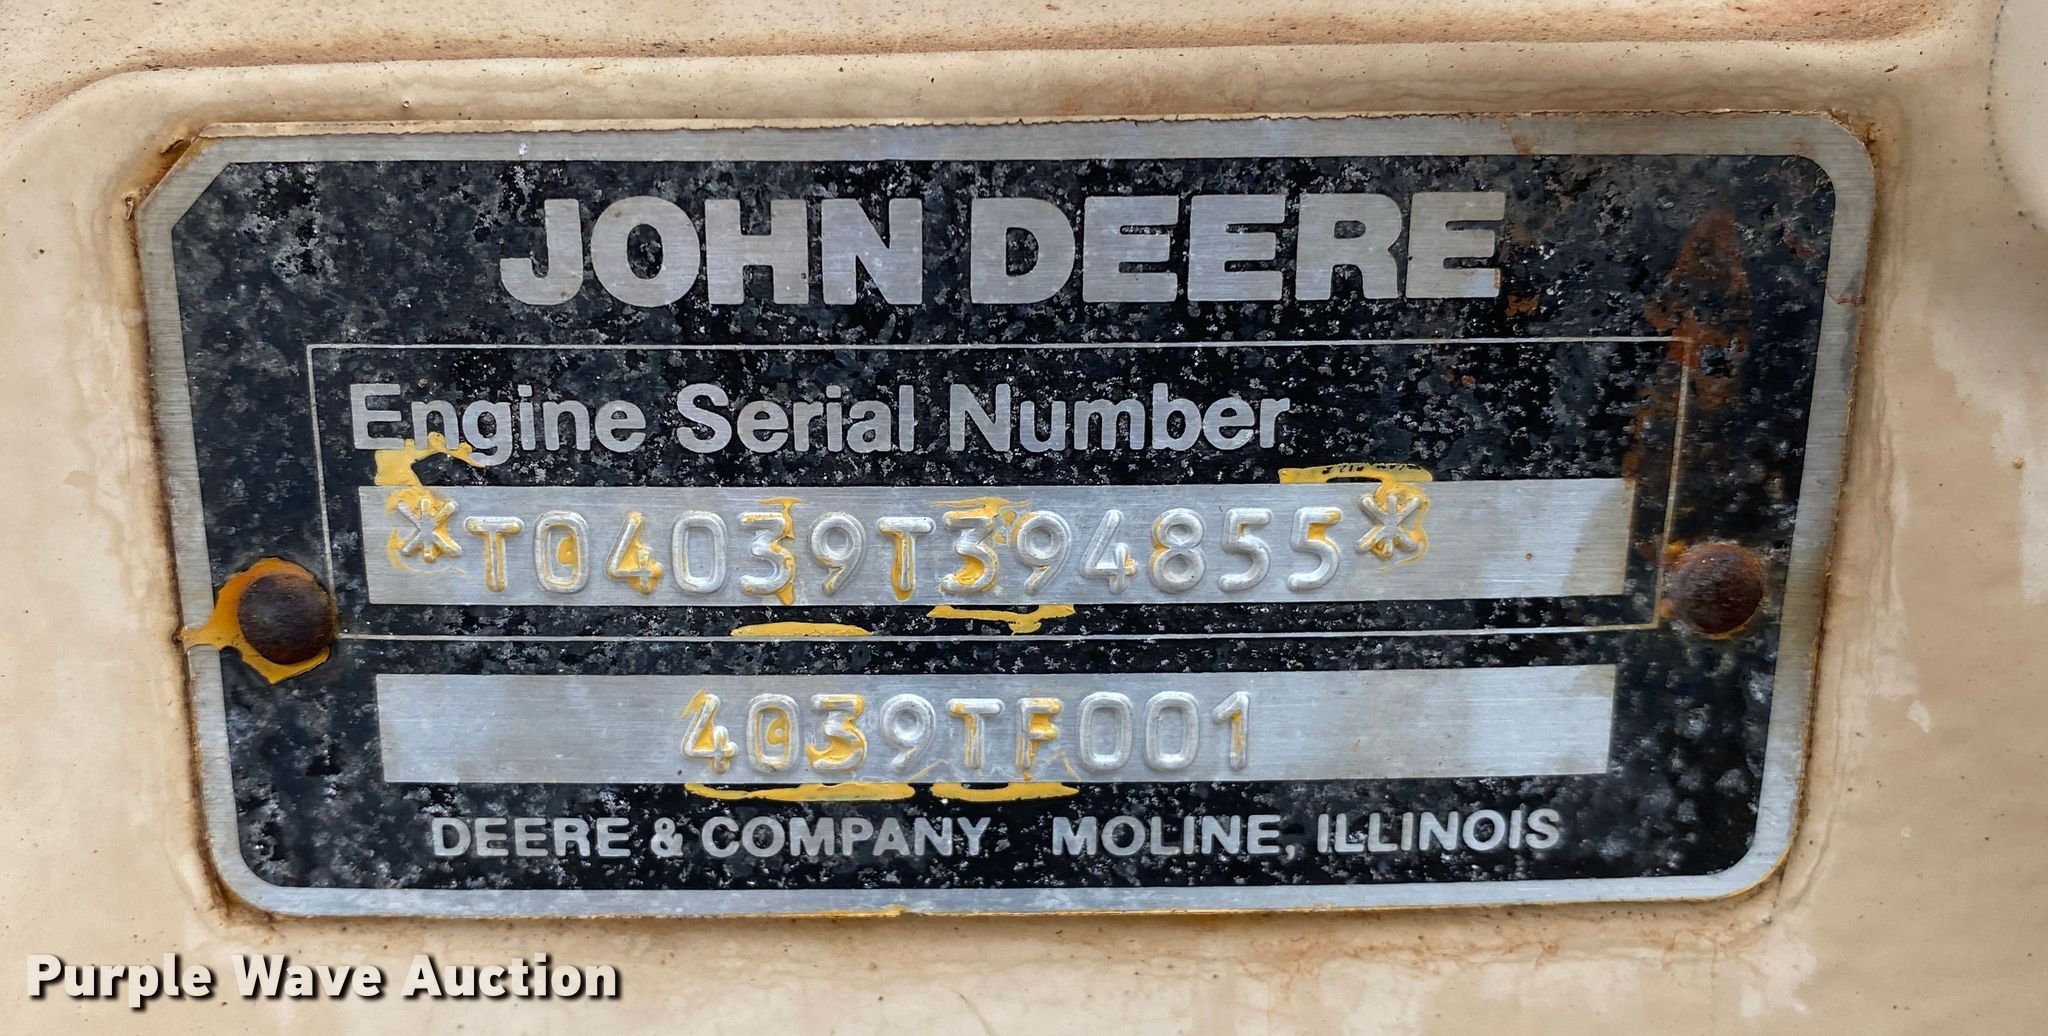 JOHN DEERE
Engine Serial Number
*T04039T394855*
4039TF001
DEERE & COMPANY MOLINE, ILLINOIS
Purple Wave Auction